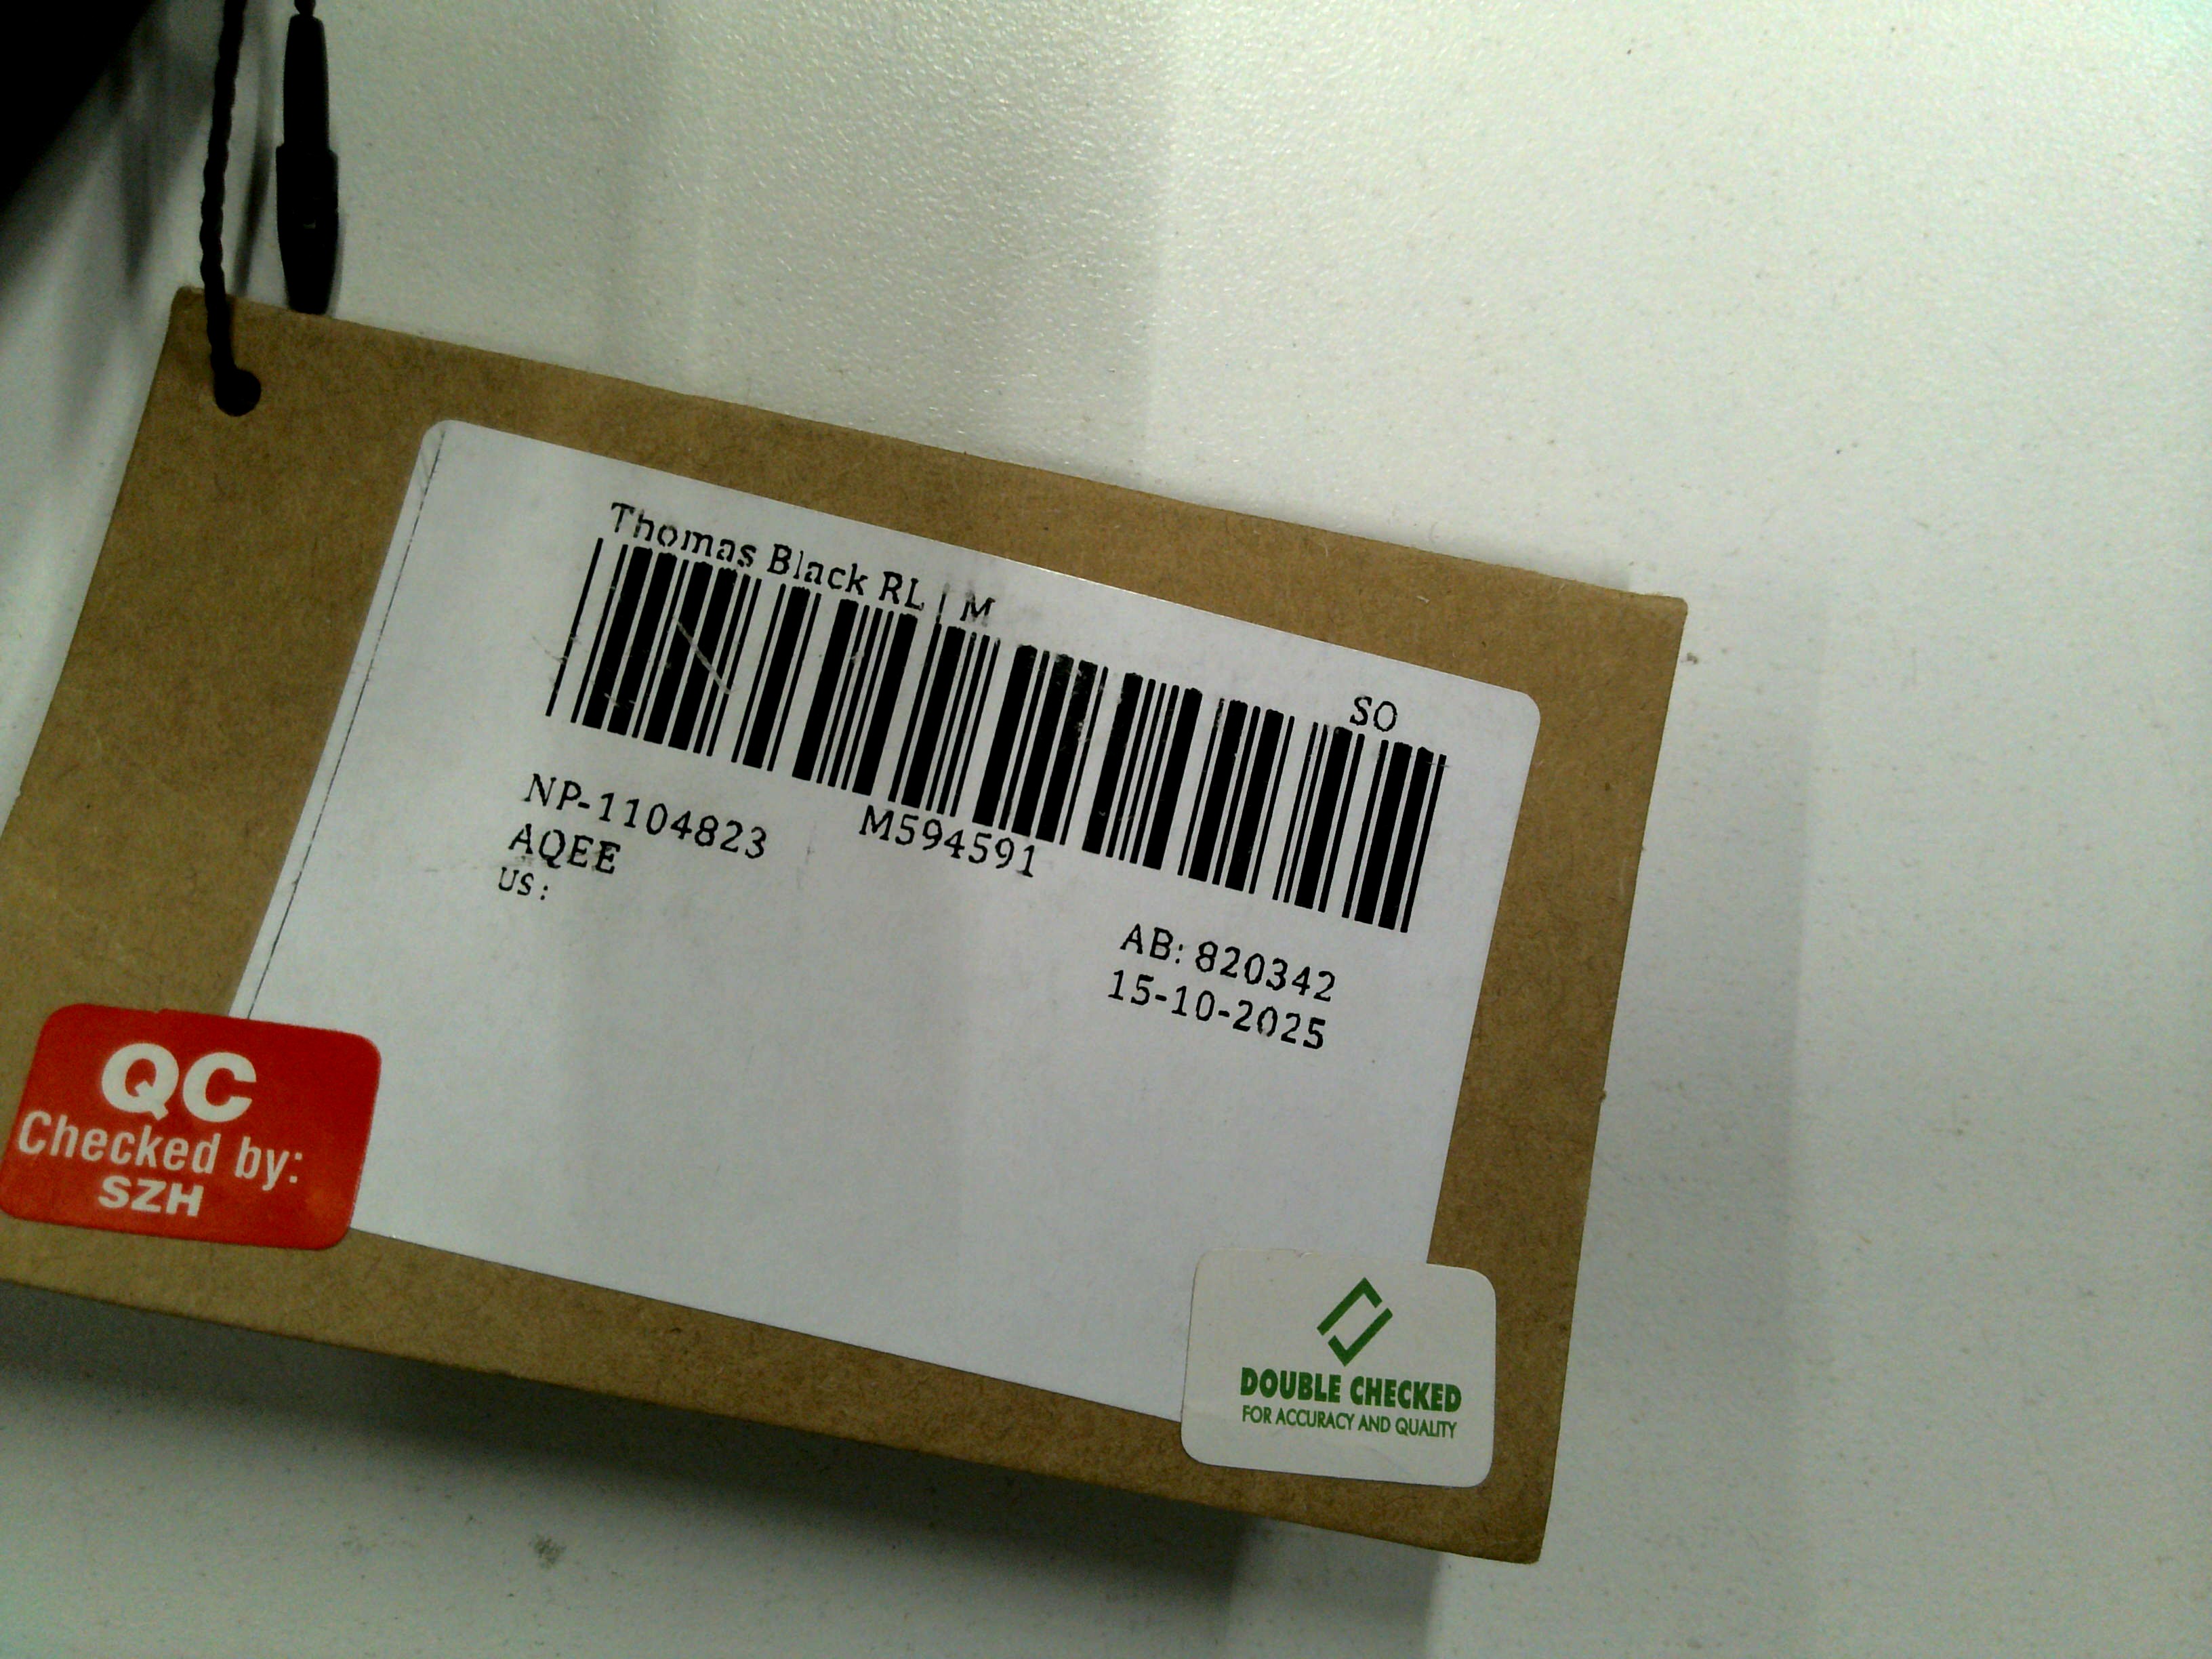 Thomas Black RL | M
SO
NP-1104823
M594591
AQEE
US:
AB: 820342
15-10-2025
QC
Checked by:
SZH
DOUBLE CHECKED
FOR ACCURACY AND QUALITY